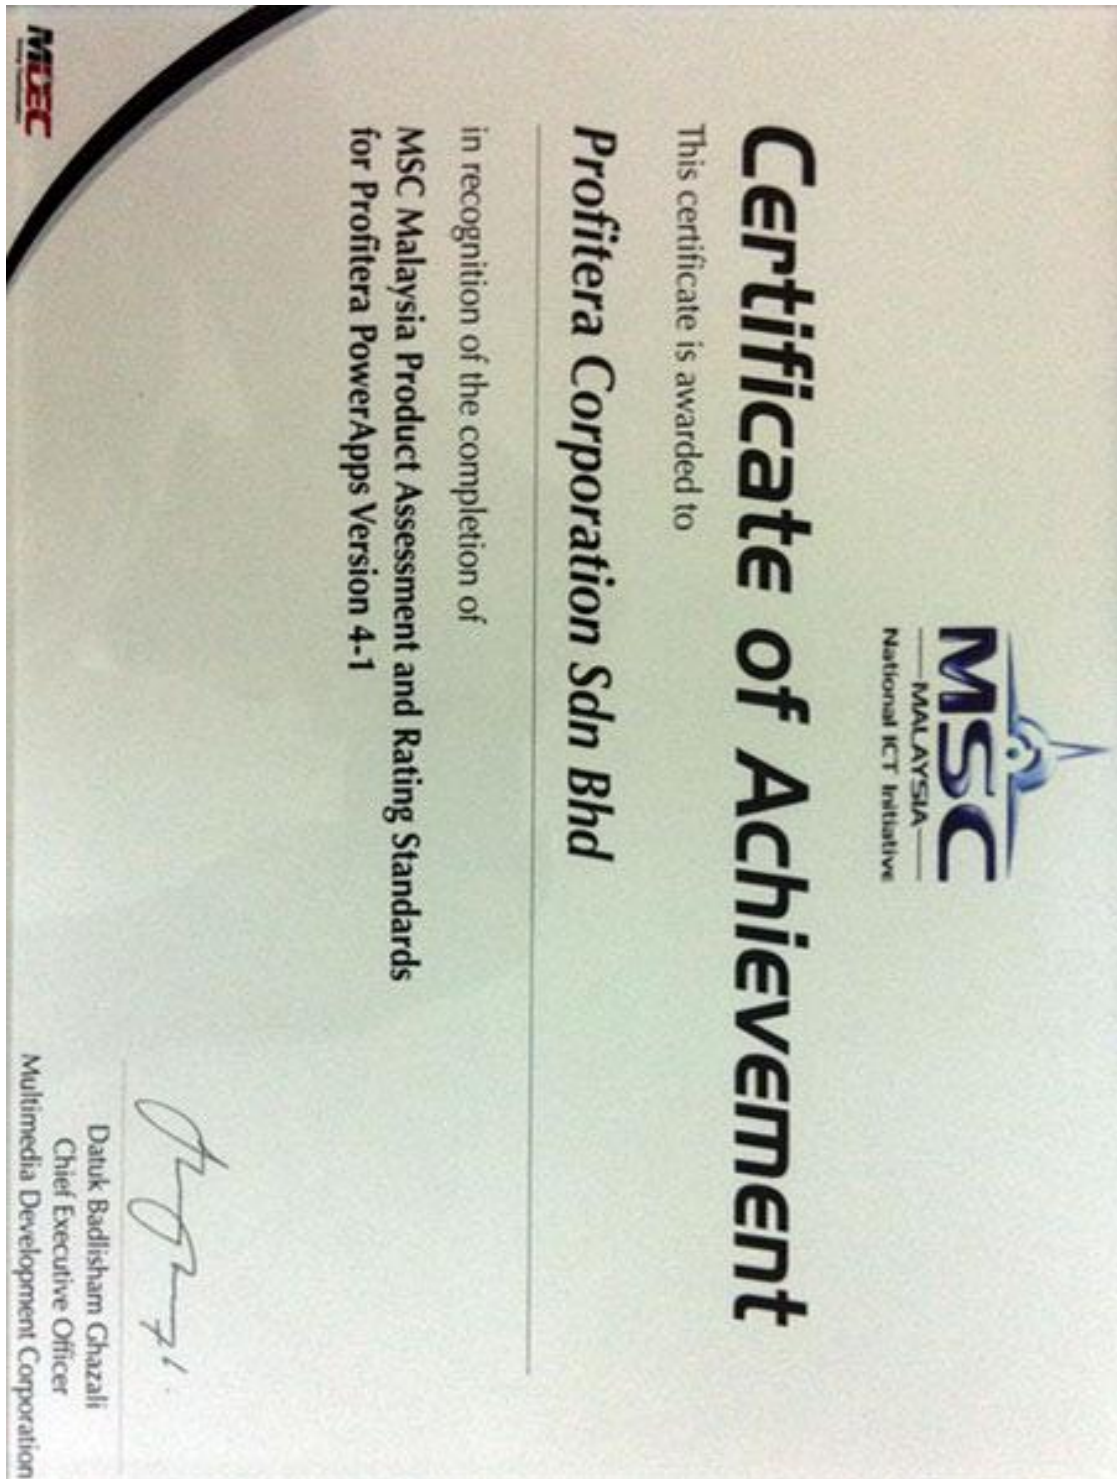 MSC
MALAYSIA
National ICT Initiative
Certificate of Achievement
This certificate is awarded to
Profitera Corporation Sdn Bhd
in recognition of the completion of
MSC Malaysia Product Assessment and Rating Standards
for Profitera PowerApps Version 4-1
Datuk Badlisham Ghazali
Chief Executive Officer
Multimedia Development Corporation
MDEC